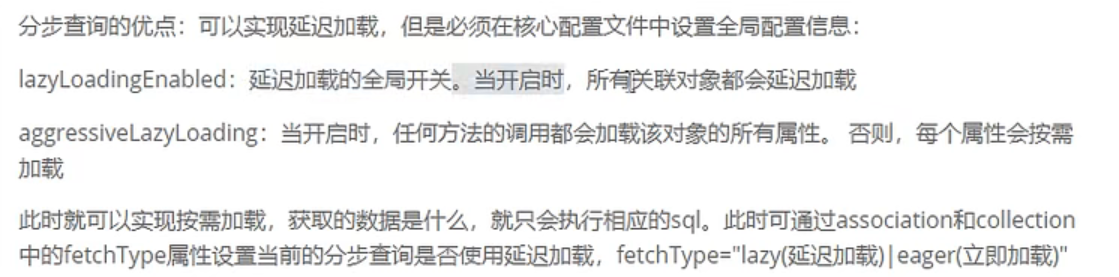 分步查询的优点：可以实现延迟加载，但是必须在核心配置文件中设置全局配置信息：
lazyLoadingEnabled：延迟加载的全局开关。当开启时，所有关联对象都会延迟加载
aggressiveLazyLoading：当开启时，任何方法的调用都会加载该对象的所有属性。 否则，每个属性会按需
加载
此时就可以实现按需加载，获取的数据是什么，就只会执行相应的sql。此时可通过association和collection
中的fetchType属性设置当前的分步查询是否使用延迟加载，fetchType="lazy(延迟加载)|eager(立即加载)"